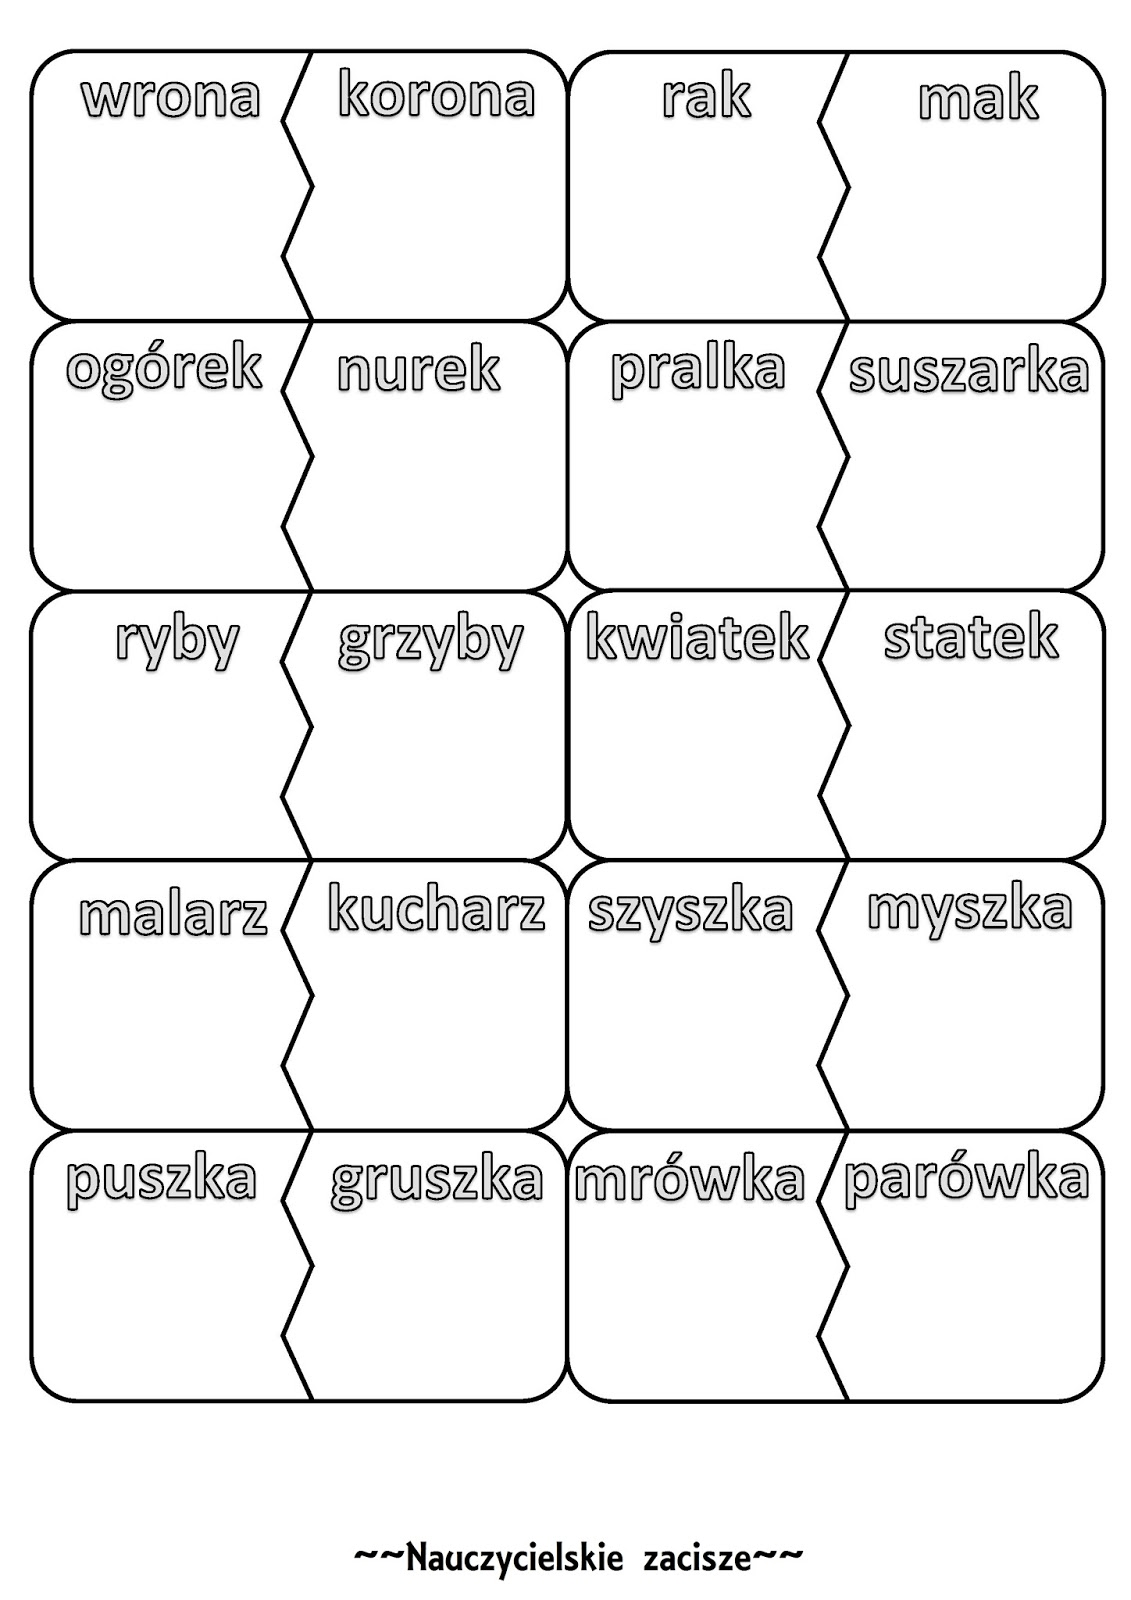 wrona korona rak mak
ogórek nurek pralka suszarka
ryby grzyby kwiatek statek
malarz kucharz szyszka myszka
puszka gruszka mrówka parówka
~~Nauczycielskie zacisze~~